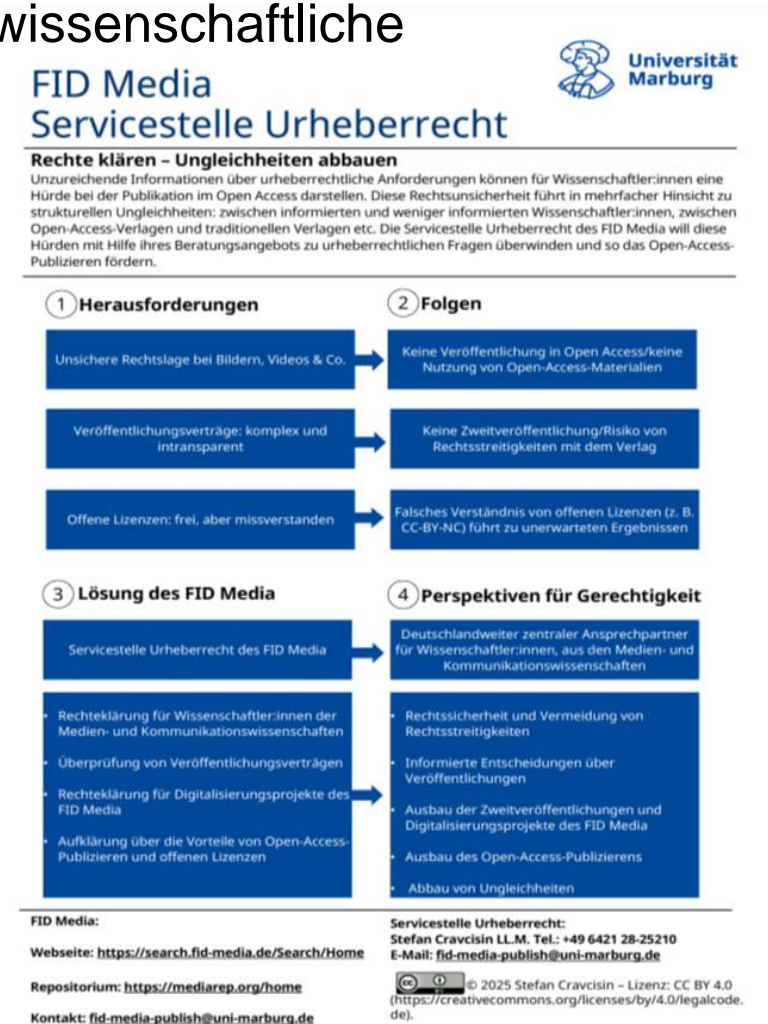 wissenschaftliche
FID Media
Servicestelle Urheberrecht
Universität
Marburg
Rechte klären – Ungleichheiten abbauen
Unzureichende Informationen über urheberrechtliche Anforderungen können für Wissenschaftler:innen eine
Hürde bei der Publikation im Open Access darstellen. Diese Rechtsunsicherheit führt in mehrfacher Hinsicht zu
strukturellen Ungleichheiten: zwischen informierten und weniger informierten Wissenschaftler:innen, zwischen
Open-Access-Verlagen und traditionellen Verlagen etc. Die Servicestelle Urheberrecht des FID Media will diese
Hürden mit Hilfe ihres Beratungsangebots zu urheberrechtlichen Fragen überwinden und so das Open-Access-
Publizieren fördern.
1 Herausforderungen
Unsichere Rechtslage bei Bildern, Videos & Co.
Veröffentlichungsverträge: komplex und
intransparent
Offene Lizenzen: frei, aber missverstanden
2 Folgen
Keine Veröffentlichung in Open Access/keine
Nutzung von Open-Access-Materialien
Keine Zweitveröffentlichung/Risiko von
Rechtsstreitigkeiten mit dem Verlag
Falsches Verständnis von offenen Lizenzen (z. B.
CC-BY-NC) führt zu unerwarteten Ergebnissen
3 Lösung des FID Media
Servicestelle Urheberrecht des FID Media
• Rechteklärung für Wissenschaftler:innen der
Medien- und Kommunikationswissenschaften
• Überprüfung von Veröffentlichungsverträgen
• Rechteklärung für Digitalisierungsprojekte des
FID Media
• Aufklärung über die Vorteile von Open-Access-
Publizieren und offenen Lizenzen
4 Perspektiven für Gerechtigkeit
Deutschlandweiter zentraler Ansprechpartner
für Wissenschaftler:innen, aus den Medien- und
Kommunikationswissenschaften
• Rechtssicherheit und Vermeidung von
Rechtsstreitigkeiten
• Informierte Entscheidungen über
Veröffentlichungen
• Ausbau der Zweitveröffentlichungen und
Digitalisierungsprojekte des FID Media
• Ausbau des Open-Access-Publizierens
• Abbau von Ungleichheiten
FID Media:
Webseite: https://search.fid-media.de/Search/Home
Repositorium: https://mediarep.org/home
Kontakt: fid-media-publish@uni-marburg.de
Servicestelle Urheberrecht:
Stefan Cravcisin LL.M. Tel.: +49 6421 28-25210
E-Mail: fid-media-publish@uni-marburg.de
cc BY © 2025 Stefan Cravcisin – Lizenz: CC BY 4.0
(https://creativecommons.org/licenses/by/4.0/legalcode.
de).